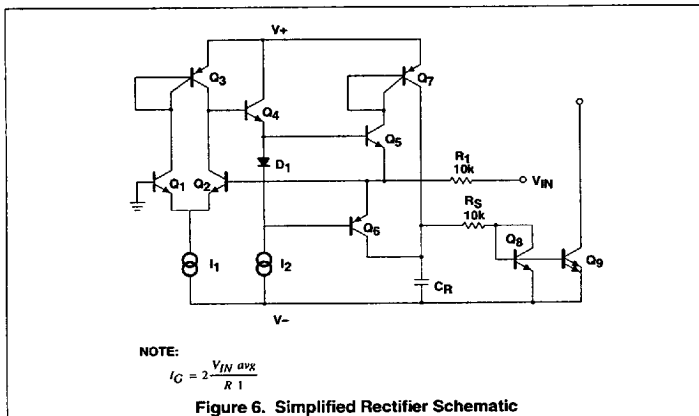 V+
Q3
Q7
Q4
Q5
D1
R1
10k
VIN
Q1
Q2
RS
10k
Q6
Q8
Q9
I1
I2
CR
V−
NOTE:
IG = 2 VIN avg / R 1
Figure 6. Simplified Rectifier Schematic